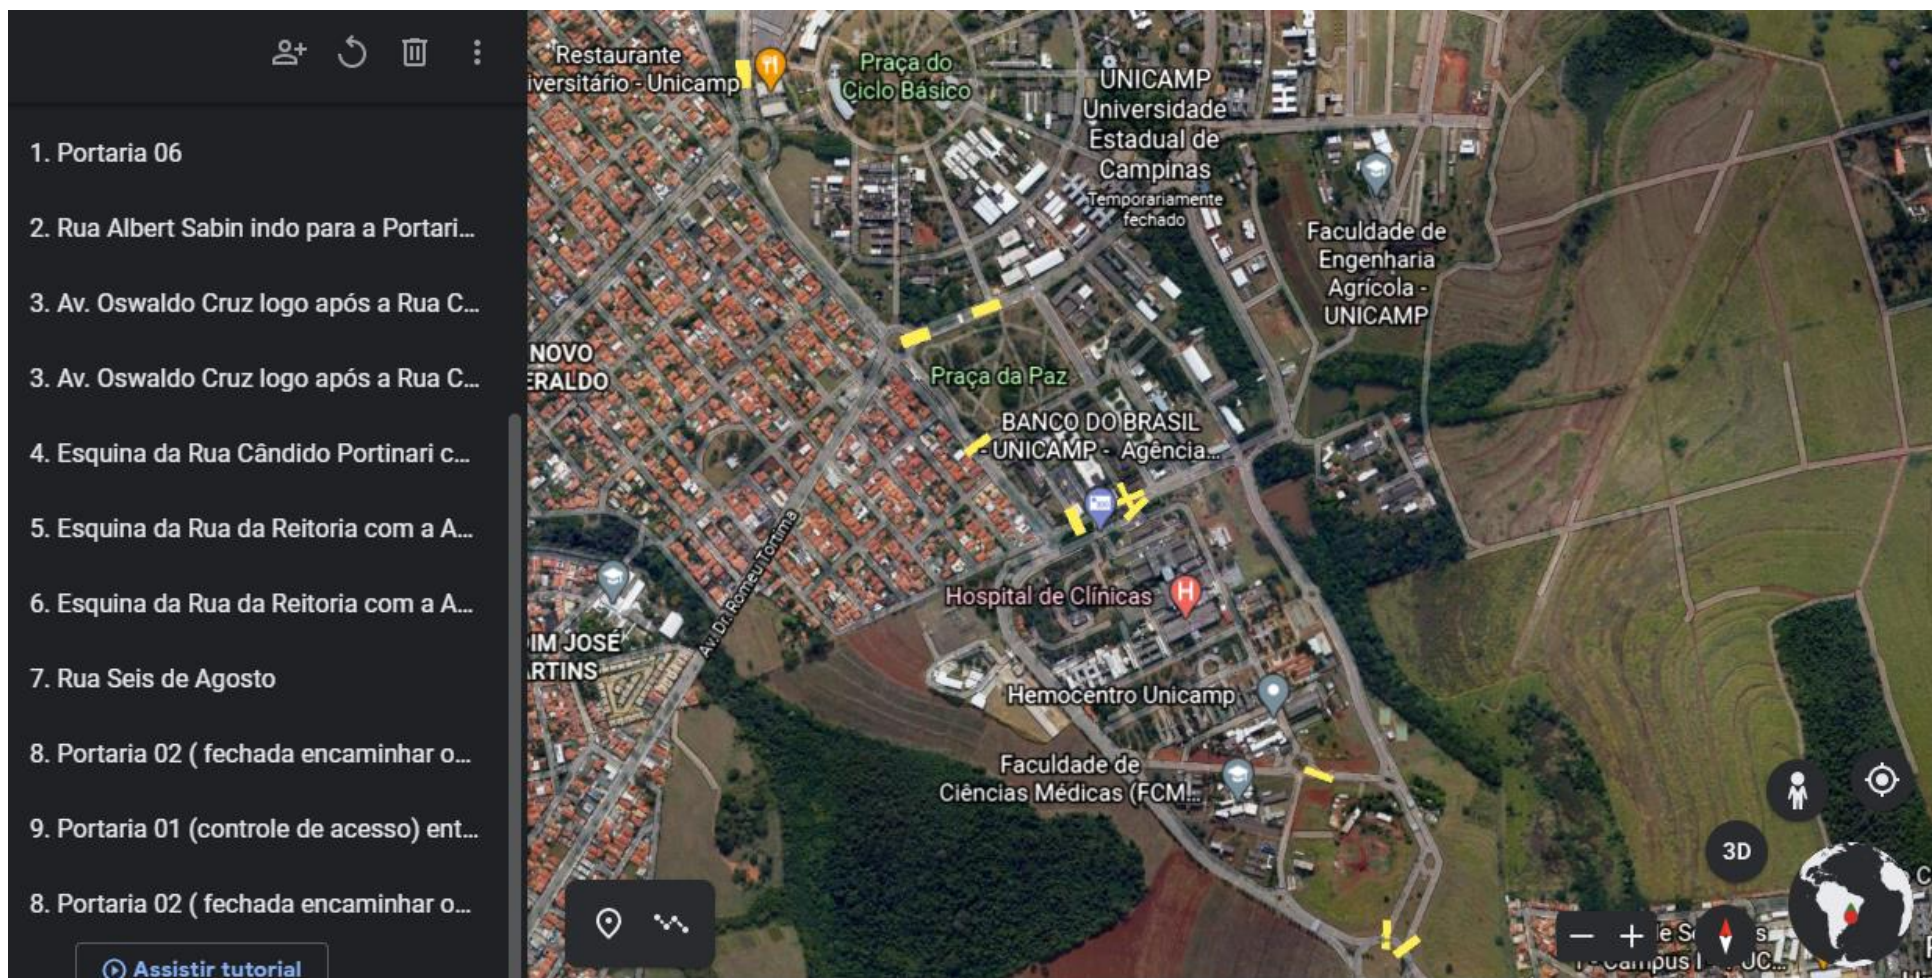 1. Portaria 06
2. Rua Albert Sabin indo para a Portari...
3. Av. Oswaldo Cruz logo após a Rua C...
3. Av. Oswaldo Cruz logo após a Rua C...
4. Esquina da Rua Cândido Portinari c...
5. Esquina da Rua da Reitoria com a A...
6. Esquina da Rua da Reitoria com a A...
7. Rua Seis de Agosto
8. Portaria 02 ( fechada encaminhar o...
9. Portaria 01 (controle de acesso) ent...
8. Portaria 02 ( fechada encaminhar o...
Assistir tutorial
Restaurante
iversitário - Unicamp
Praça do
Ciclo Básico
UNICAMP
Universidade
Estadual de
Campinas
Temporariamente
fechado
Faculdade de
Engenharia
Agrícola -
UNICAMP
NOVO
ERALDO
Praça da Paz
BANCO DO BRASIL
- UNICAMP - Agência...
Av. Dr. Romeu Tortima
Hospital de Clínicas
H
IM JOSÉ
ARTINS
Hemocentro Unicamp
Faculdade de
Ciências Médicas (FCM...
3D